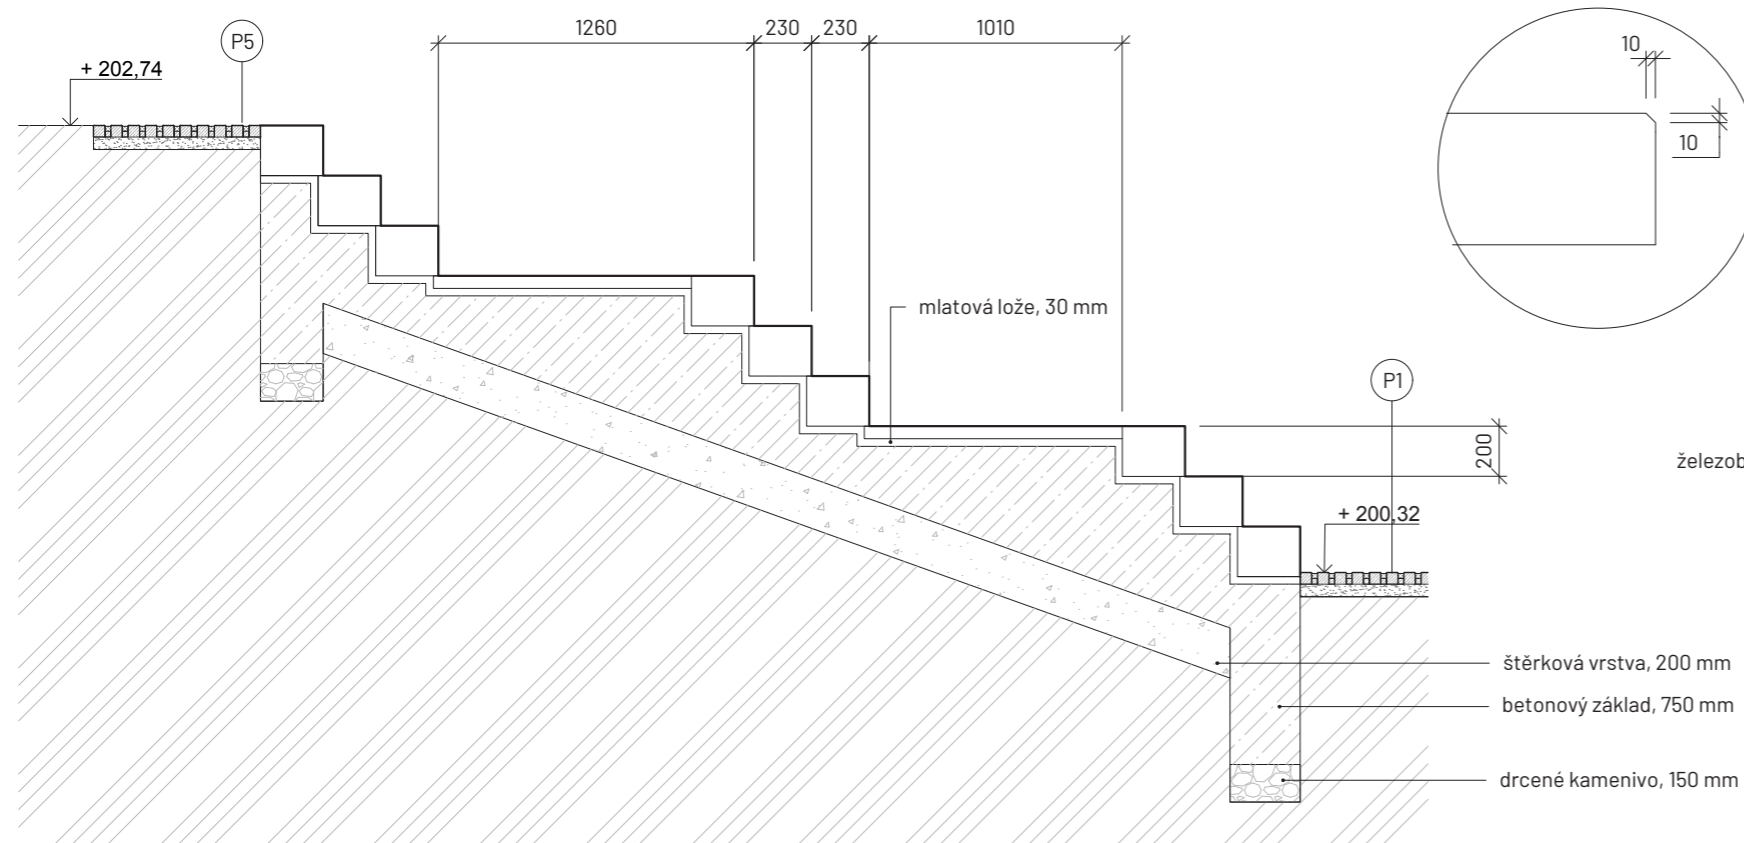 1260
230
230
1010
10
P5
+ 202,74
10
mlatová lože, 30 mm
P1
200
železob
+ 200,32
štěrková vrstva, 200 mm
betonový základ, 750 mm
drcené kamenivo, 150 mm